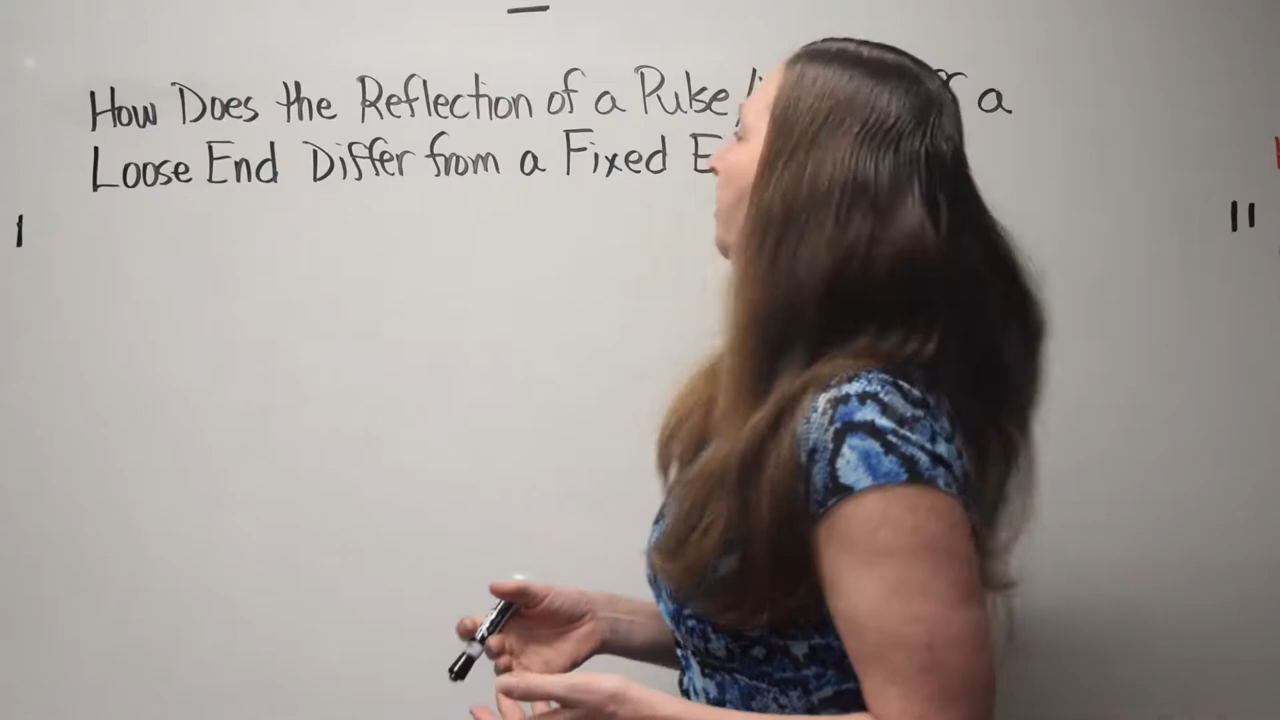 How Does the Reflection of a Pulse a
Loose End Differ from a Fixed